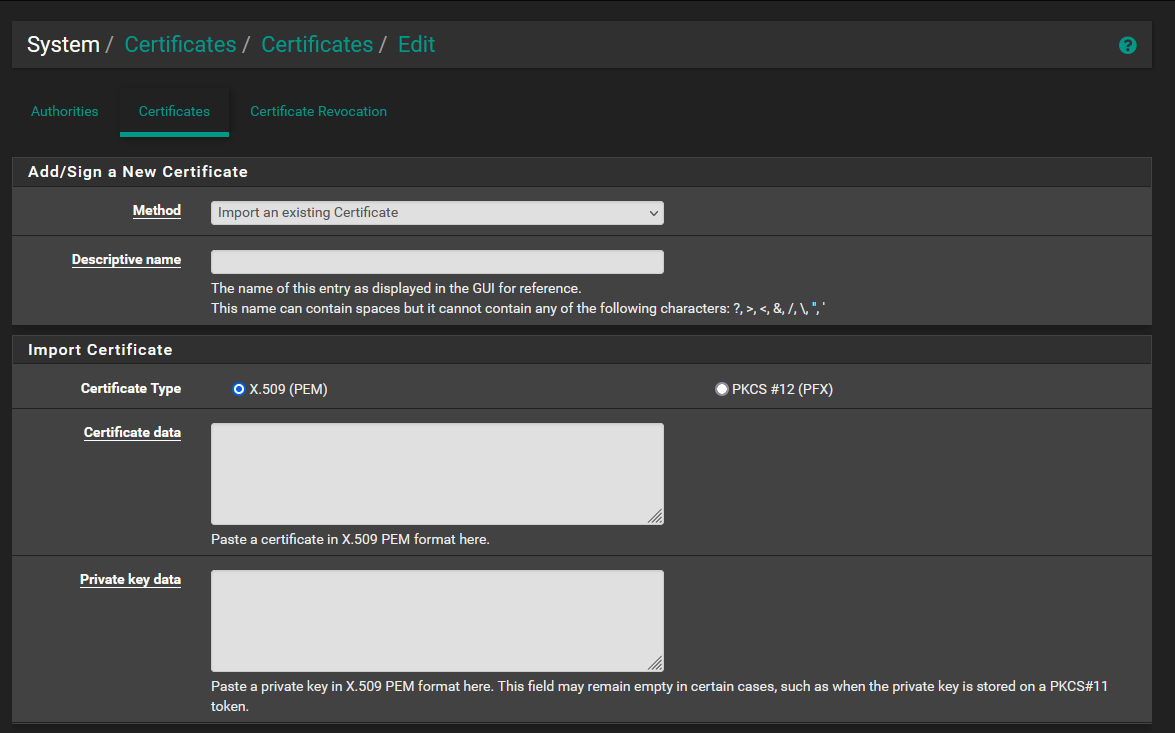 System / Certificates / Certificates / Edit
Authorities Certificates Certificate Revocation
Add/Sign a New Certificate
Method Import an existing Certificate
Descriptive name
The name of this entry as displayed in the GUI for reference.
This name can contain spaces but it cannot contain any of the following characters: ?, >, <, &, /, \, ", '
Import Certificate
Certificate Type X.509 (PEM) PKCS #12 (PFX)
Certificate data
Paste a certificate in X.509 PEM format here.
Private key data
Paste a private key in X.509 PEM format here. This field may remain empty in certain cases, such as when the private key is stored on a PKCS#11
token.